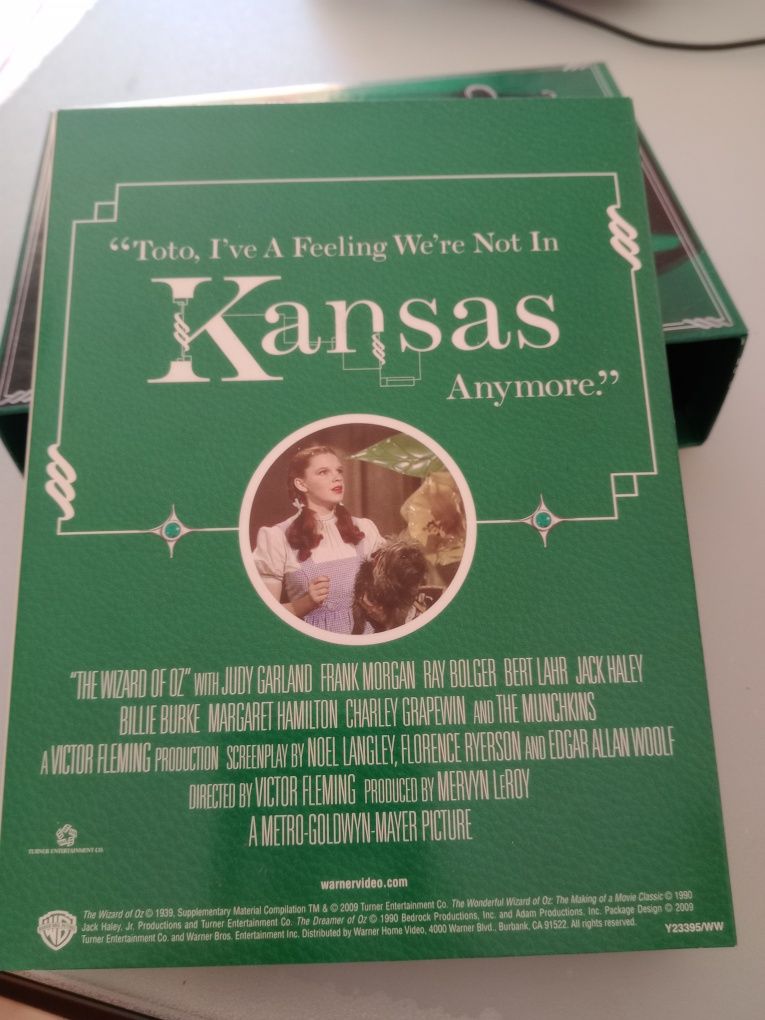 “Toto, I’ve A Feeling We’re Not In
Kansas
Anymore.”
“THE WIZARD OF OZ” WITH JUDY GARLAND FRANK MORGAN RAY BOLGER BERT LAHR JACK HALEY
BILLIE BURKE MARGARET HAMILTON CHARLEY GRAPEWIN AND THE MUNCHKINS
A VICTOR FLEMING PRODUCTION SCREENPLAY BY NOEL LANGLEY, FLORENCE RYERSON AND EDGAR ALLAN WOOLF
DIRECTED BY VICTOR FLEMING PRODUCED BY MERVYN LeROY
A METRO-GOLDWYN-MAYER PICTURE
TURNER ENTERTAINMENT CO
warnervideo.com
The Wizard of Oz © 1939, Supplementary Material Compilation TM & © 2009 Turner Entertainment Co. The Wonderful Wizard of Oz: The Making of a Movie Classic © 1990
Jack Haley, Jr. Productions and Turner Entertainment Co. The Dreamer of Oz © 1990 Bedrock Productions, Inc. and Adam Productions, Inc. Package Design © 2009
Turner Entertainment Co. and Warner Bros. Entertainment Inc. Distributed by Warner Home Video, 4000 Warner Blvd., Burbank, CA 91522. All rights reserved.
Y23395/WW